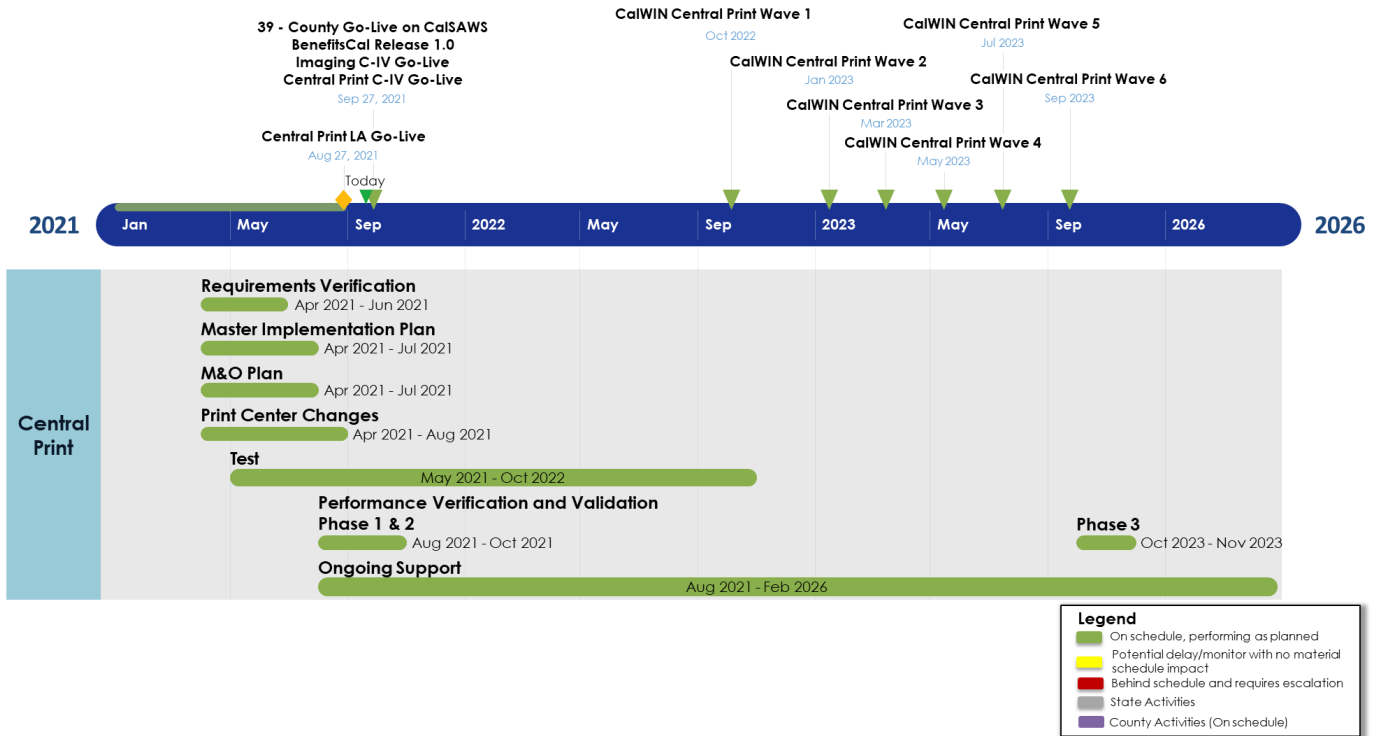 CalWIN Central Print Wave 1
Oct 2022
CalWIN Central Print Wave 5
Jul 2023
39 - County Go-Live on CalSAWS
BenefitsCal Release 1.0
Imaging C-IV Go-Live
Central Print C-IV Go-Live
Sep 27, 2021
CalWIN Central Print Wave 2
Jan 2023
CalWIN Central Print Wave 6
Sep 2023
CalWIN Central Print Wave 3
Mar 2023
Central Print LA Go-Live
Aug 27, 2021
CalWIN Central Print Wave 4
May 2023
Today
2021
Jan
May
Sep
2022
May
Sep
2023
May
Sep
2026
2026
Central
Print
Requirements Verification
Apr 2021 - Jun 2021
Master Implementation Plan
Apr 2021 - Jul 2021
M&O Plan
Apr 2021 - Jul 2021
Print Center Changes
Apr 2021 - Aug 2021
Test
May 2021 - Oct 2022
Performance Verification and Validation
Phase 1 & 2
Aug 2021 - Oct 2021
Phase 3
Oct 2023 - Nov 2023
Ongoing Support
Aug 2021 - Feb 2026
Legend
On schedule, performing as planned
Potential delay/monitor with no material
schedule impact
Behind schedule and requires escalation
State Activities
County Activities (On schedule)